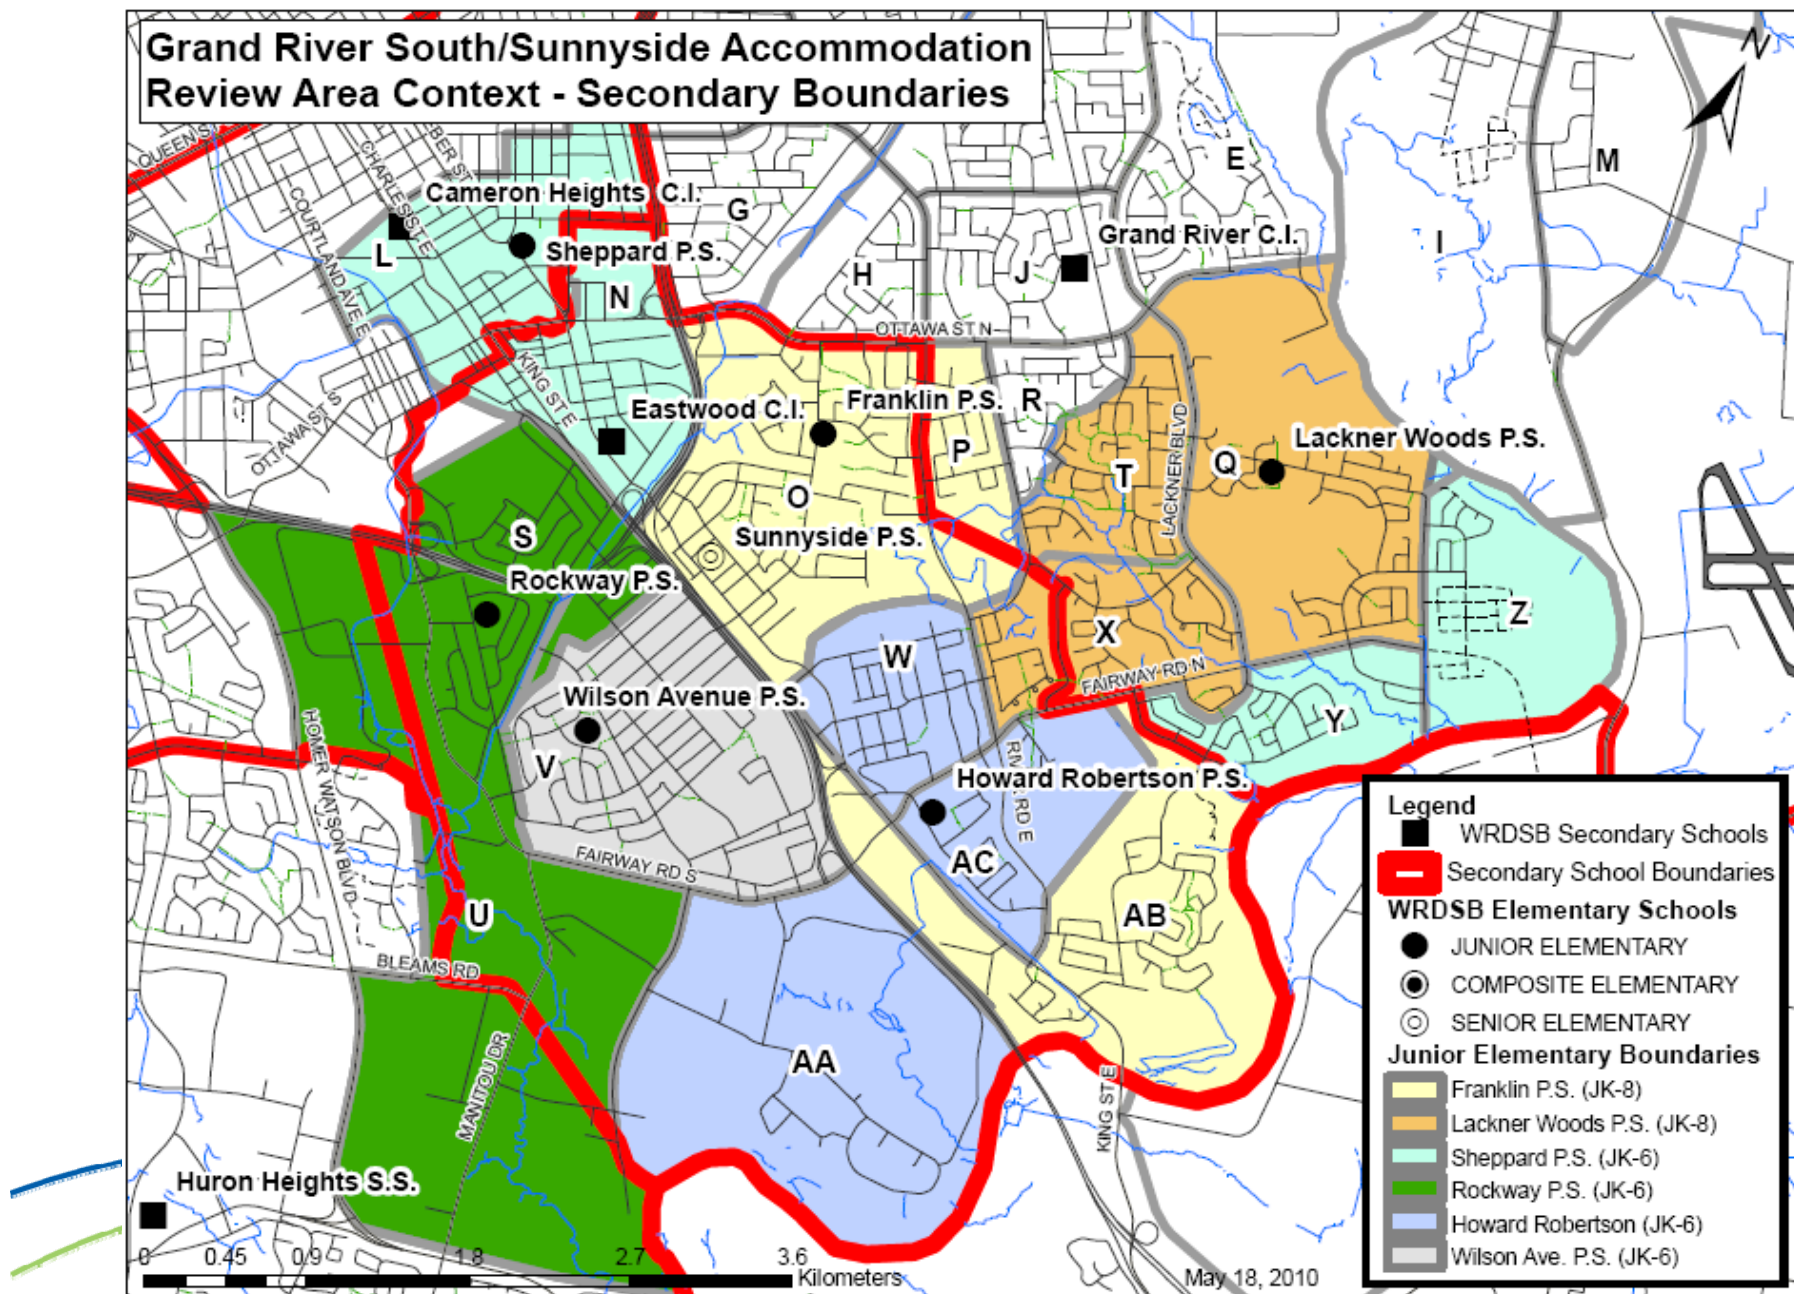 Grand River South/Sunnyside Accommodation
Review Area Context - Secondary Boundaries
N
QUEEN S
CHARLES ST E
EBER ST
COURTLAND AVE E
Cameron Heights C.I.
L
Sheppard P.S.
N
G
H
J
E
Grand River C.I.
I
M
OTTAWA ST N
KING ST E
OTTAWA ST S
Eastwood C.I.
Franklin P.S.
R
P
O
T
LACKNER BLVD
Q
Lackner Woods P.S.
S
Sunnyside P.S.
Rockway P.S.
X
Z
W
FAIRWAY RD N
Wilson Avenue P.S.
V
Y
HOMER WATSON BLVD
RIVER RD E
Howard Robertson P.S.
FAIRWAY RD S
AC
AB
U
BLEAMS RD
MANITOU DR
AA
KING ST E
Huron Heights S.S.
0 0.45 0.9 1.8 2.7 3.6
Kilometers
May 18, 2010
Legend
WRDSB Secondary Schools
Secondary School Boundaries
WRDSB Elementary Schools
JUNIOR ELEMENTARY
COMPOSITE ELEMENTARY
SENIOR ELEMENTARY
Junior Elementary Boundaries
Franklin P.S. (JK-8)
Lackner Woods P.S. (JK-8)
Sheppard P.S. (JK-6)
Rockway P.S. (JK-6)
Howard Robertson (JK-6)
Wilson Ave. P.S. (JK-6)